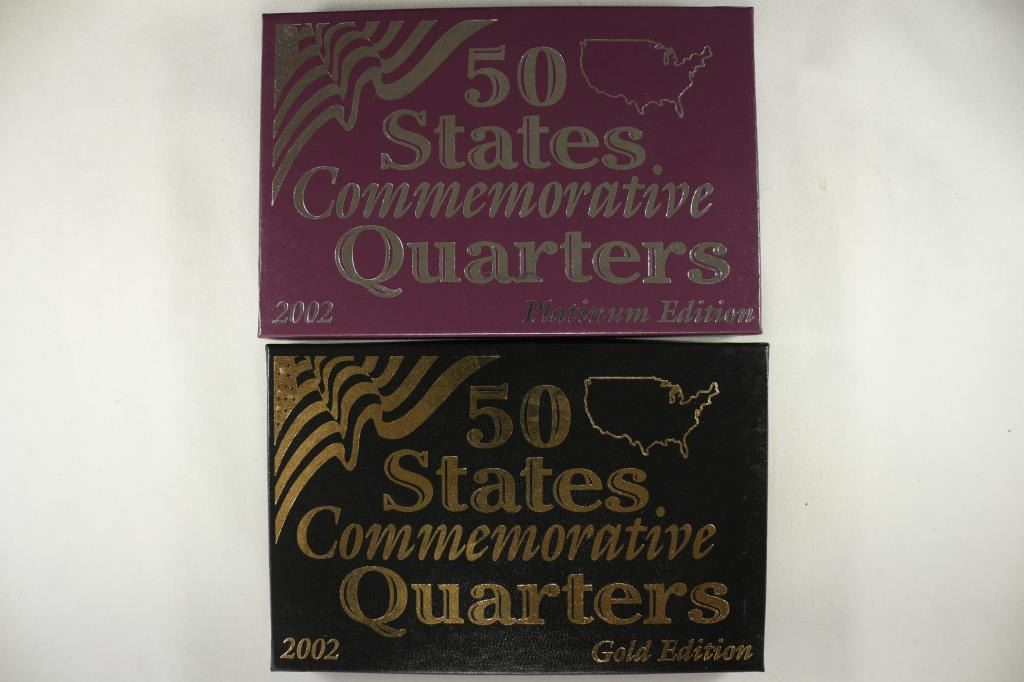 50
States
Commemorative
Quarters
2002 Platinum Edition
50
States
Commemorative
Quarters
2002 Gold Edition